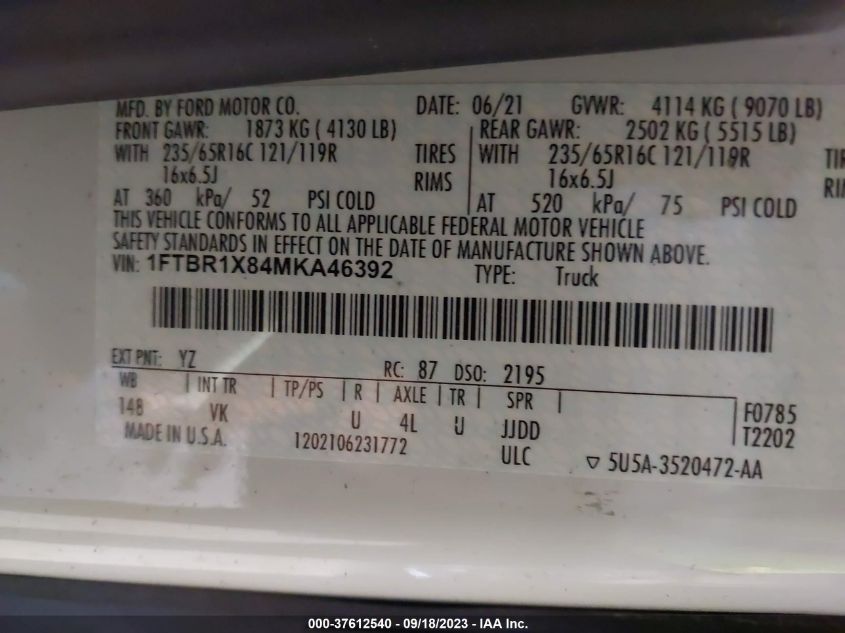 MFD. BY FORD MOTOR CO. DATE: 06/21 GVWR: 4114 KG ( 9070 LB)
FRONT GAWR: 1873 KG ( 4130 LB) REAR GAWR: 2502 KG ( 5515 LB)
WITH 235/65R16C 121/119R TIRES WITH 235/65R16C 121/119R
16x6.5J RIMS 16x6.5J
AT 360 kPa/ 52 PSI COLD AT 520 kPa/ 75 PSI COLD
THIS VEHICLE CONFORMS TO ALL APPLICABLE FEDERAL MOTOR VEHICLE
SAFETY STANDARDS IN EFFECT ON THE DATE OF MANUFACTURE SHOWN ABOVE.
VIN: 1FTBR1X84MKA46392 TYPE: Truck
EXT PNT: YZ RC: 87 DSO: 2195
WB INT TR TP/PS R AXLE TR SPR F0785
148 VK U 4L U JJDD T2202
MADE IN U.S.A. 1202106231772 ULC ▽ 5U5A-3520472-AA
000-37612540 - 09/18/2023 - IAA Inc.